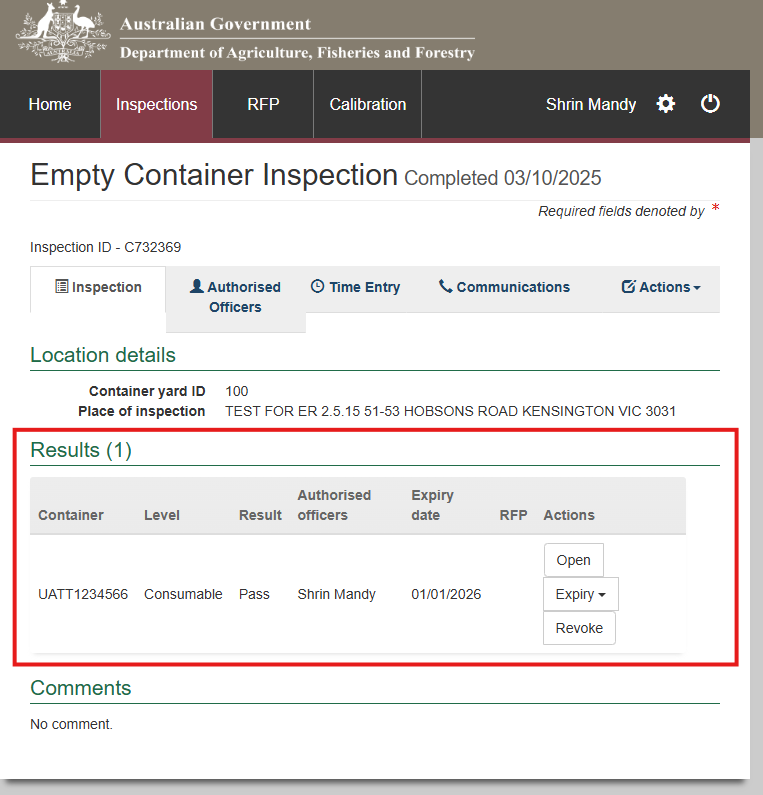 Australian Government
Department of Agriculture, Fisheries and Forestry
Home Inspections RFP Calibration Shrin Mandy
Empty Container Inspection Completed 03/10/2025
Required fields denoted by *
Inspection ID - C732369
Inspection Authorised Officers Time Entry Communications Actions
Location details
Container yard ID 100
Place of inspection TEST FOR ER 2.5.15 51-53 HOBSONS ROAD KENSINGTON VIC 3031
Results (1)
Container Level Result Authorised officers Expiry date RFP Actions
UATT1234566 Consumable Pass Shrin Mandy 01/01/2026
Open
Expiry
Revoke
Comments
No comment.